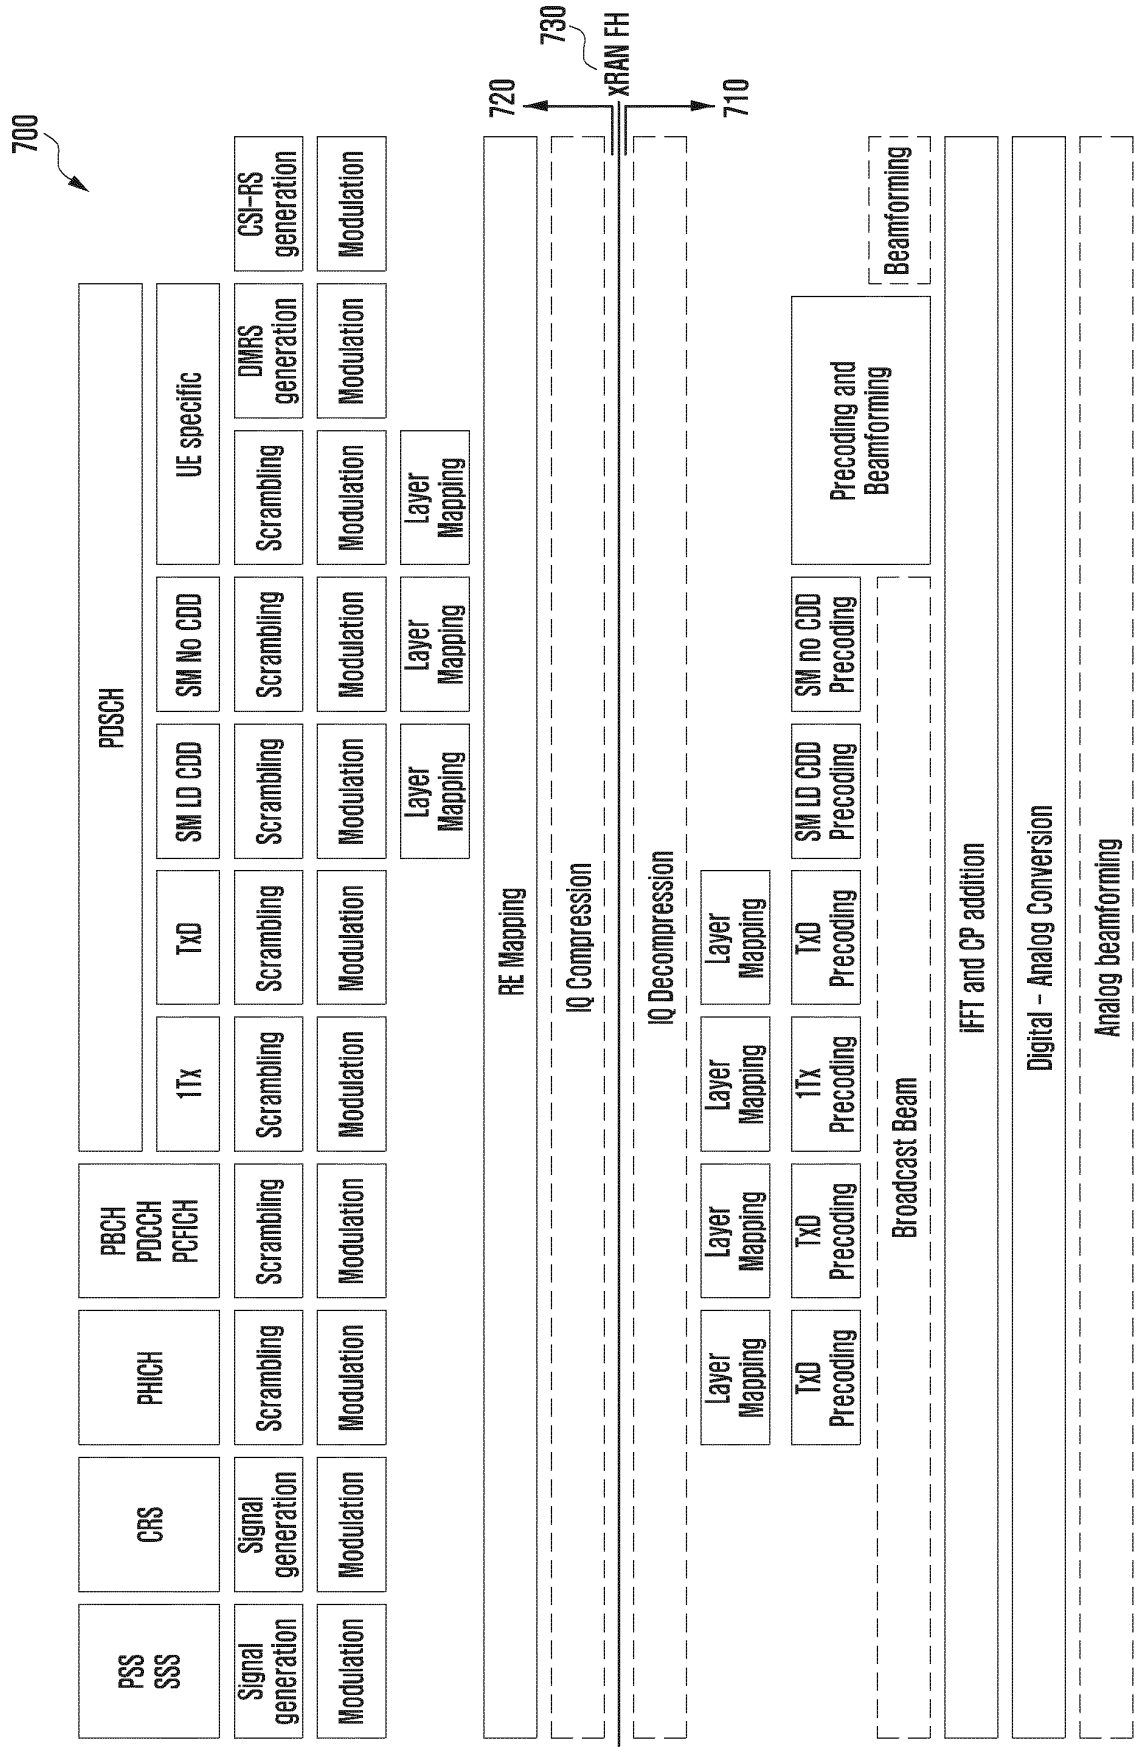 700
PSS
SSS
CRS
PHICH
PBCH
PDCCH
PCFICH
PDSCH
1Tx
TxD
SM LD CDD
SM No CDD
UE specific
Signal
generation
Signal
generation
Scrambling
Scrambling
Scrambling
Scrambling
Scrambling
Scrambling
Scrambling
DMRS
generation
CSI-RS
generation
Modulation
Modulation
Modulation
Modulation
Modulation
Modulation
Modulation
Modulation
Modulation
Modulation
Modulation
Layer
Mapping
Layer
Mapping
Layer
Mapping
RE Mapping
720
IQ Compression
730
xRAN FH
IQ Decompression
710
Layer
Mapping
Layer
Mapping
Layer
Mapping
Layer
Mapping
TxD
Precoding
TxD
Precoding
1Tx
Precoding
TxD
Precoding
SM LD CDD
Precoding
SM no CDD
Precoding
Precoding and
Beamforming
Beamforming
Broadcast Beam
iFFT and CP addition
Digital - Analog Conversion
Analog beamforming